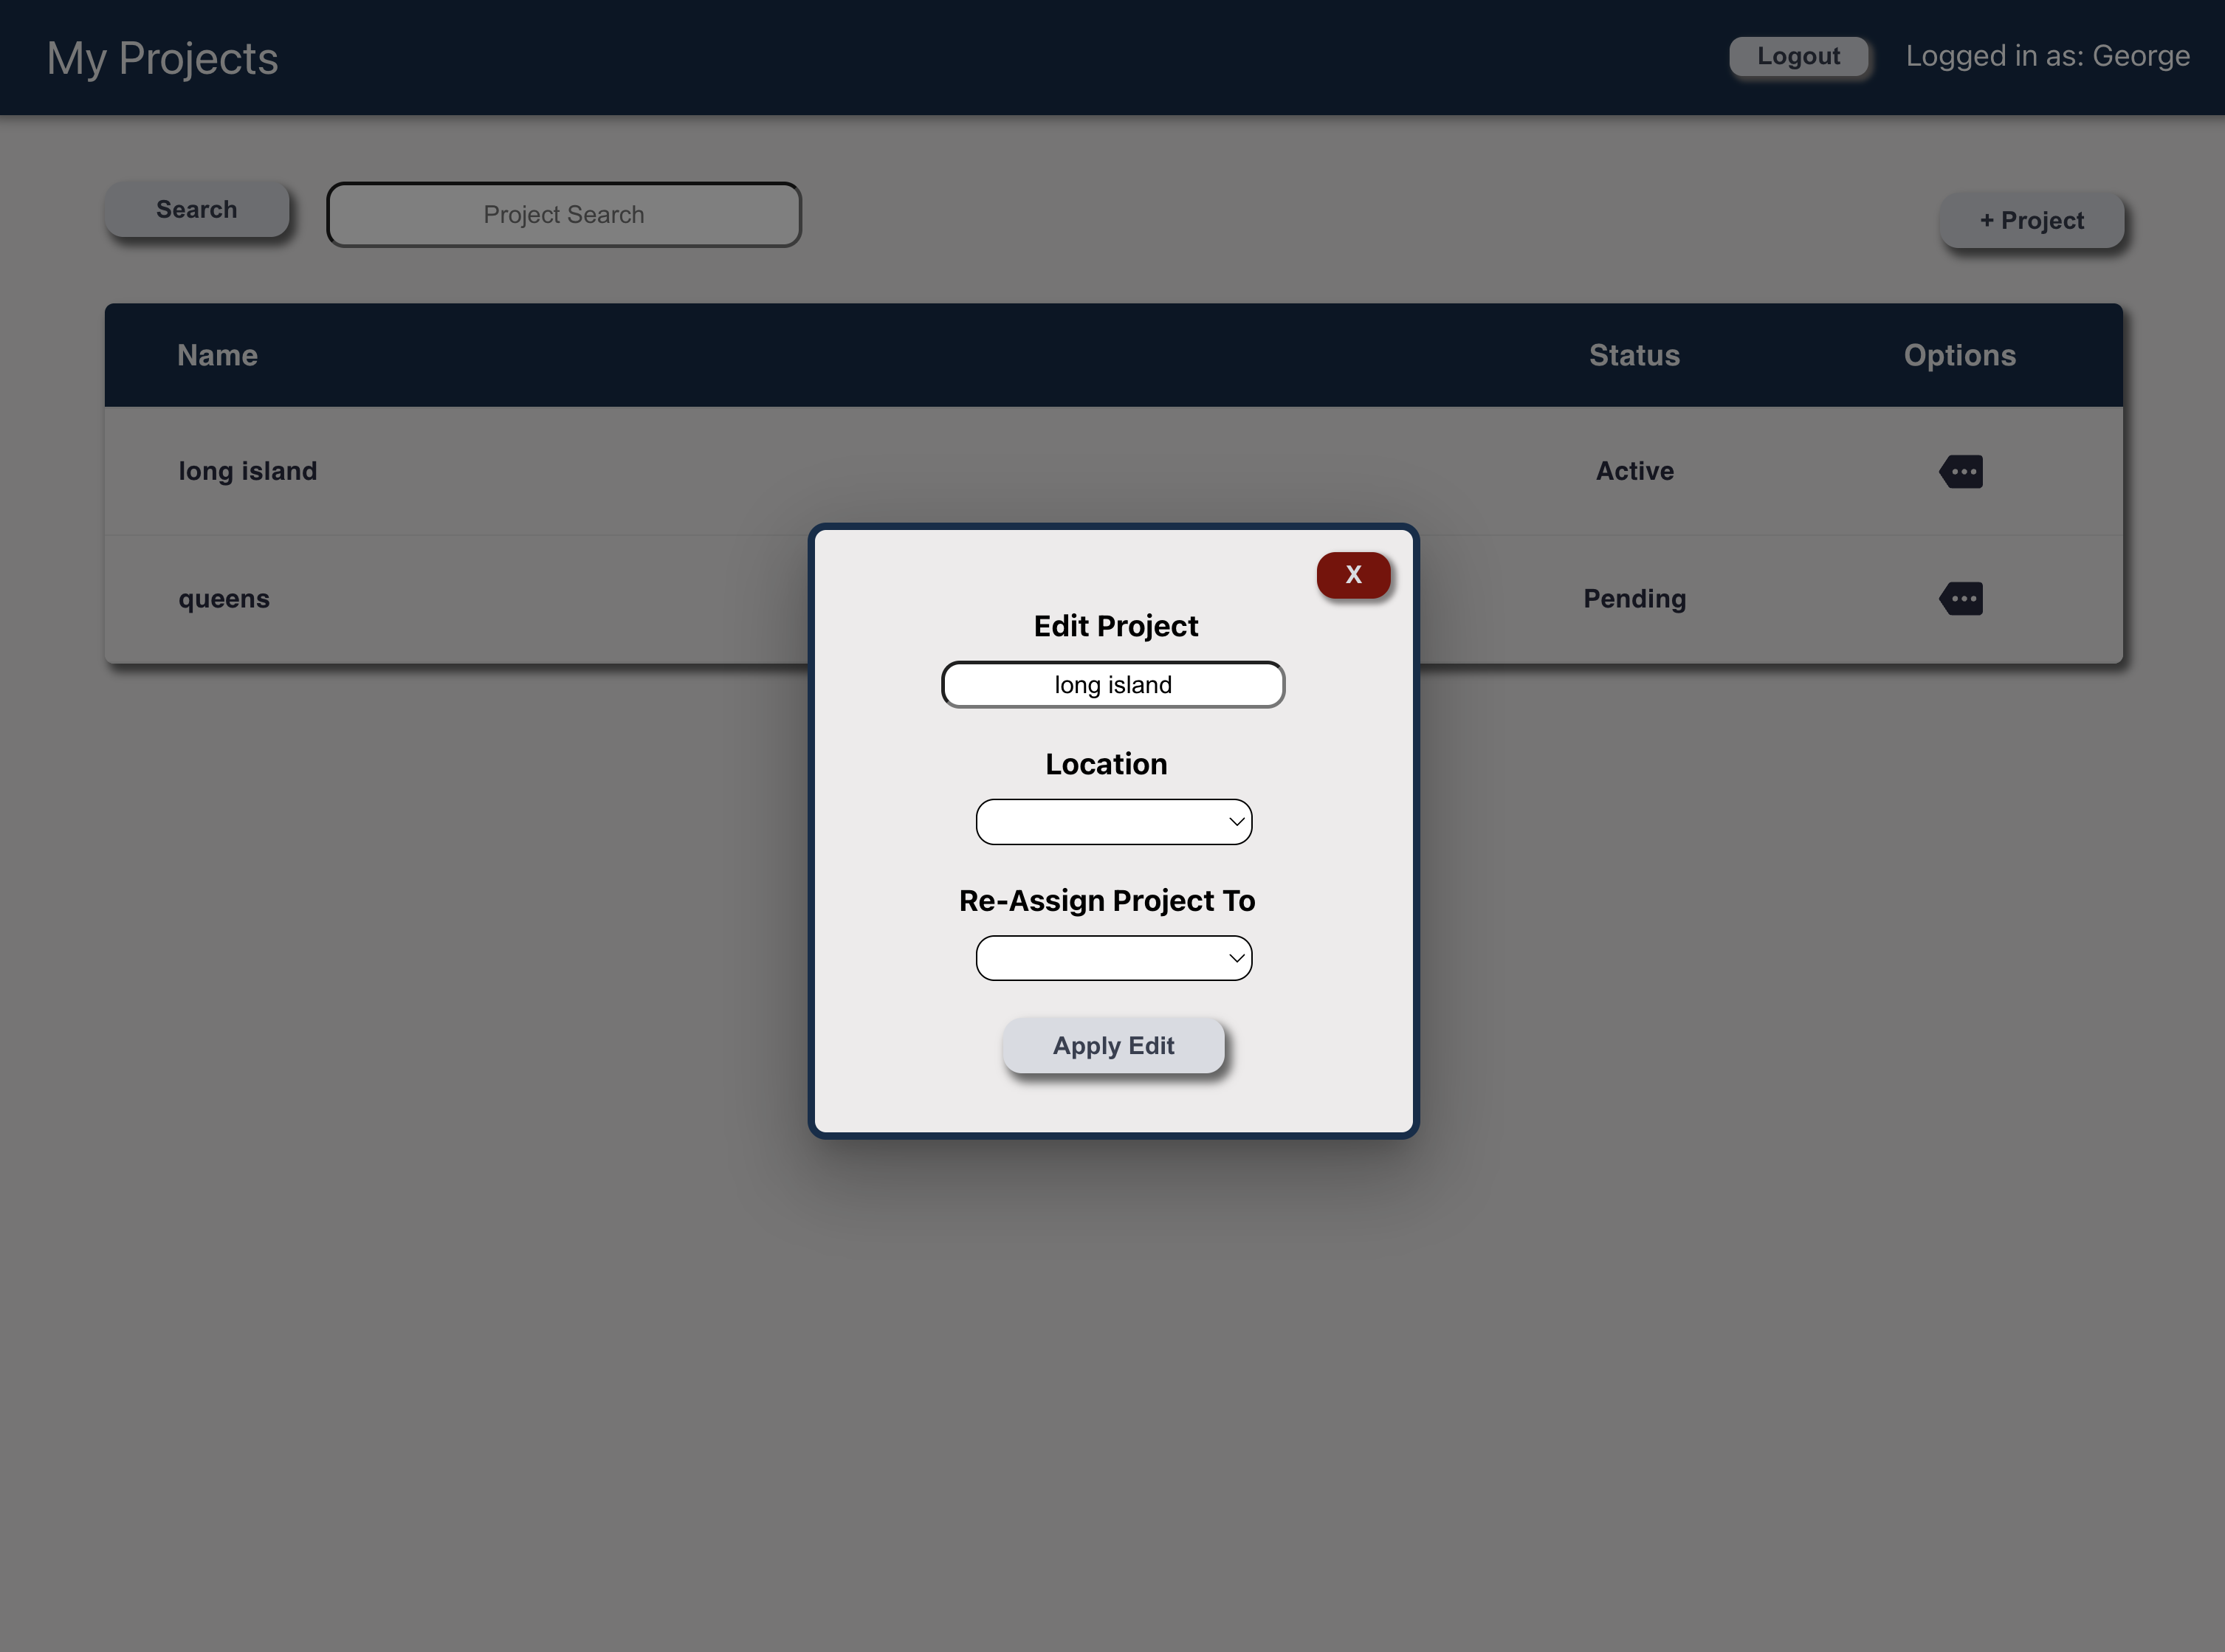 My Projects
Logout
Logged in as: George
Search
Project Search
+ Project
Name Status Options
long island Active
queens Pending
X
Edit Project
long island
Location
Re-Assign Project To
Apply Edit